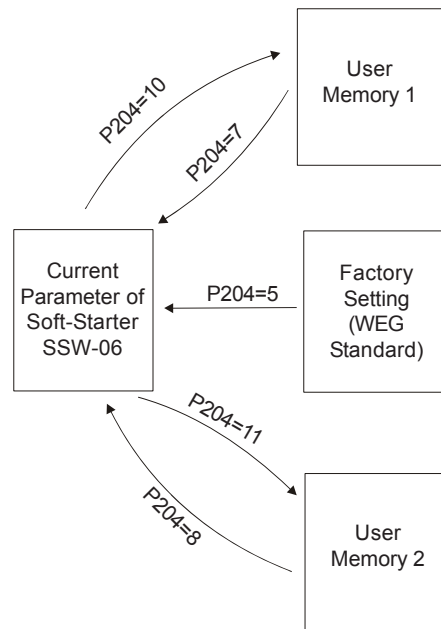 P204=10
User
Memory 1
P204=7
Current
Parameter of
Soft-Starter
SSW-06
P204=5
Factory
Setting
(WEG
Standard)
P204=11
P204=8
User
Memory 2